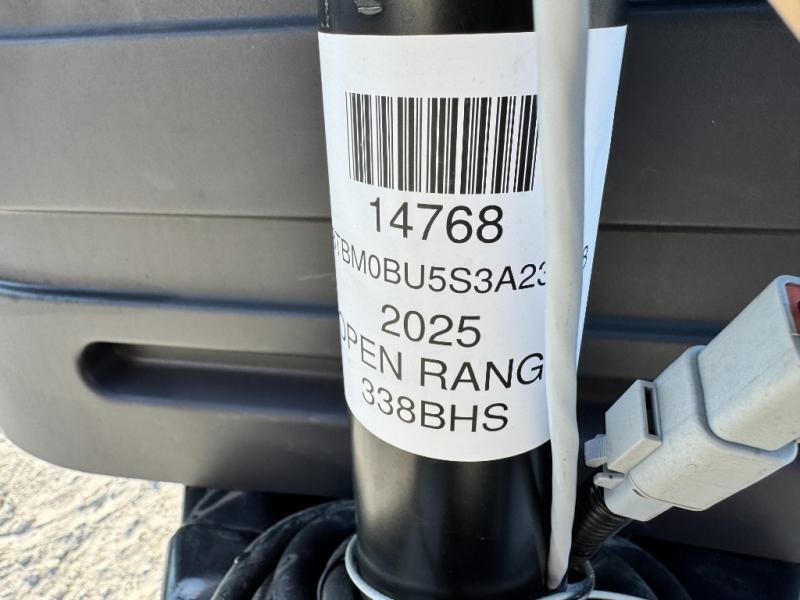 14768
TBM0BU5S3A23
2025
OPEN RANG
338BHS